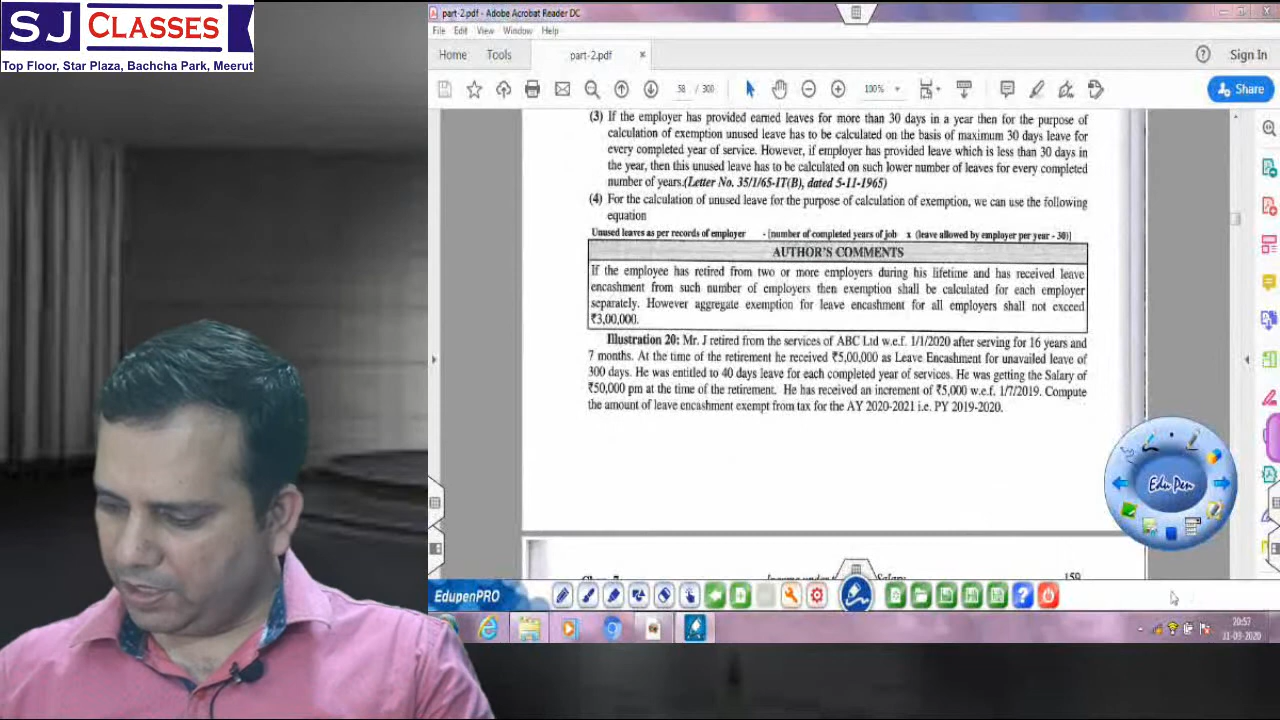 SJ CLASSES
Top Floor, Star Plaza, Bachcha Park, Meerut
part-2.pdf - Adobe Acrobat Reader DC
File Edit View Window Help
Home Tools part-2.pdf × Sign In
58 / 300 100% Share
(3) If the employer has provided earned leaves for more than 30 days in a year then for the purpose of
calculation of exemption unused leave has to be calculated on the basis of maximum 30 days leave for
every completed year of service. However, if employer has provided leave which is less than 30 days in
the year, then this unused leave has to be calculated on such lower number of leaves for every completed
number of years.(Letter No. 35/1/65-IT(B), dated 5-11-1965)
(4) For the calculation of unused leave for the purpose of calculation of exemption, we can use the following
equation
Unused leaves as per records of employer - [number of completed years of job x (leave allowed by employer per year - 30)]
AUTHOR'S COMMENTS
If the employee has retired from two or more employers during his lifetime and has received leave
encashment from such number of employers then exemption shall be calculated for each employer
separately. However aggregate exemption for leave encashment for all employers shall not exceed
₹3,00,000.
Illustration 20: Mr. J retired from the services of ABC Ltd w.e.f. 1/1/2020 after serving for 16 years and
7 months. At the time of the retirement he received ₹5,00,000 as Leave Encashment for unavailed leave of
300 days. He was entitled to 40 days leave for each completed year of services. He was getting the Salary of
₹50,000 pm at the time of the retirement. He has received an increment of ₹5,000 w.e.f. 1/7/2019. Compute
the amount of leave encashment exempt from tax for the AY 2020-2021 i.e. PY 2019-2020.
Edu Pen
159
EdupenPRO
20:57